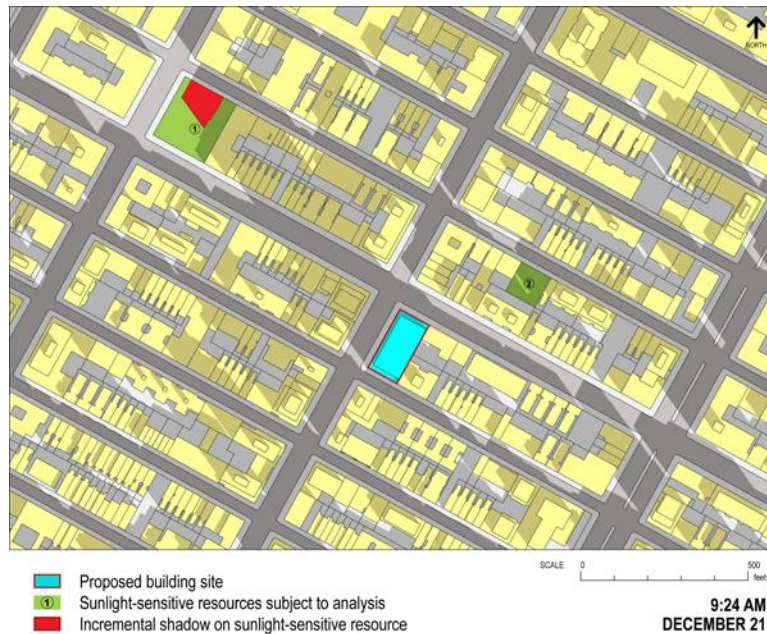 NORTH
①
②
SCALE 0 500
feet
Proposed building site
① Sunlight-sensitive resources subject to analysis
Incremental shadow on sunlight-sensitive resource
9:24 AM
DECEMBER 21